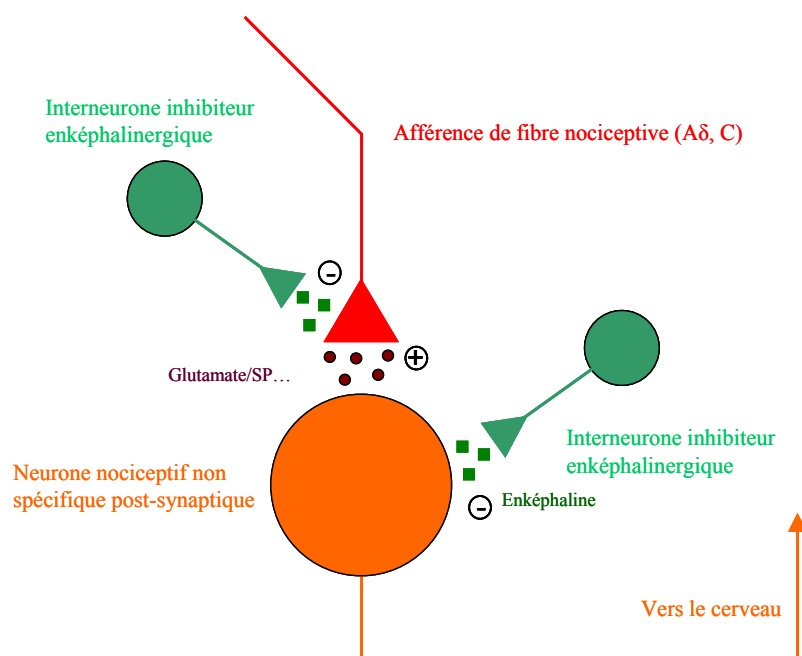 Interneurone inhibiteur
enképhalinergique
Afférence de fibre nociceptive (Aδ, C)
-
+
Glutamate/SP…
Interneurone inhibiteur
enképhalinergique
Neurone nociceptif non
spécifique post-synaptique
Enképhaline
-
Vers le cerveau